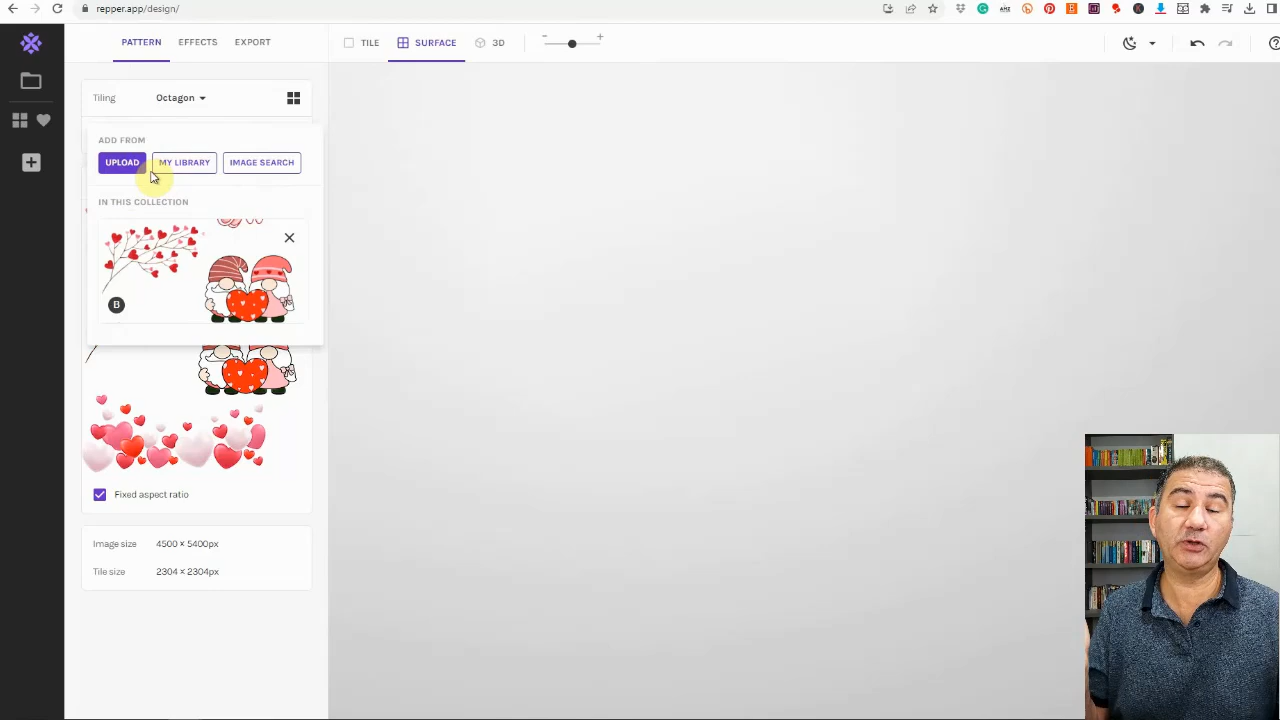 repper.app/design/
PATTERN EFFECTS EXPORT TILE SURFACE 3D - +
Tiling Octagon
ADD FROM
UPLOAD MY LIBRARY IMAGE SEARCH
IN THIS COLLECTION
B
Fixed aspect ratio
Image size 4500 × 5400px
Tile size 2304 × 2304px